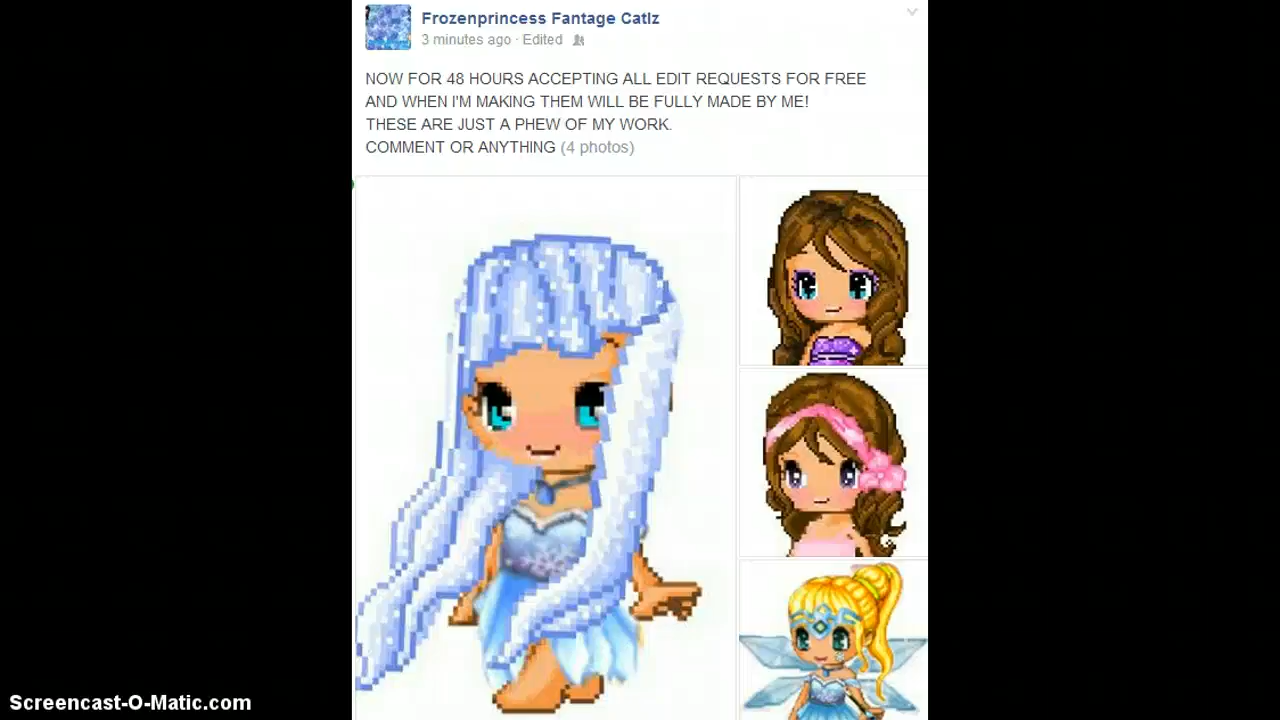 Frozenprincess Fantage Catlz
3 minutes ago · Edited
NOW FOR 48 HOURS ACCEPTING ALL EDIT REQUESTS FOR FREE
AND WHEN I'M MAKING THEM WILL BE FULLY MADE BY ME!
THESE ARE JUST A PHEW OF MY WORK.
COMMENT OR ANYTHING (4 photos)
Screencast-O-Matic.com